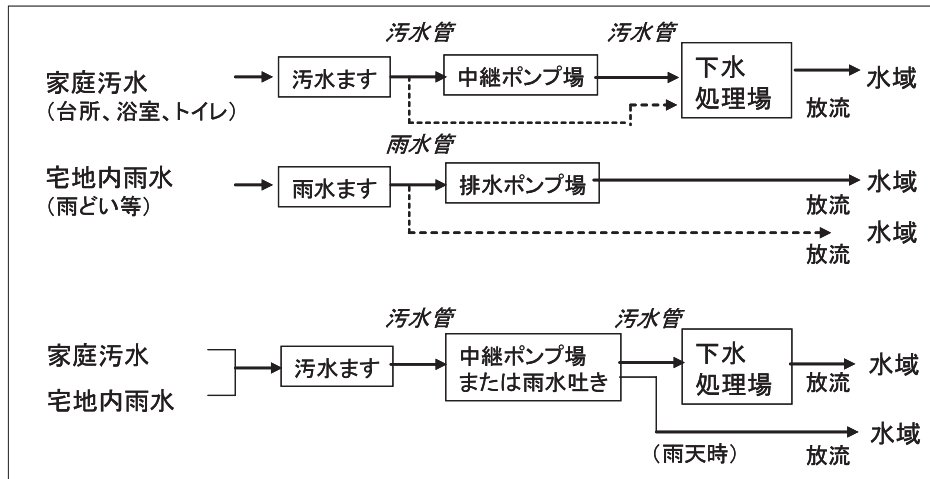 汚水管
汚水管
家庭汚水
(台所、浴室、トイレ)
汚水ます
中継ポンプ場
下水
処理場
放流
水域
雨水管
宅地内雨水
(雨どい等)
雨水ます
排水ポンプ場
放流
水域
放流
水域
汚水管
汚水管
家庭汚水
宅地内雨水
汚水ます
中継ポンプ場
または雨水吐き
下水
処理場
放流
水域
(雨天時)
放流
水域